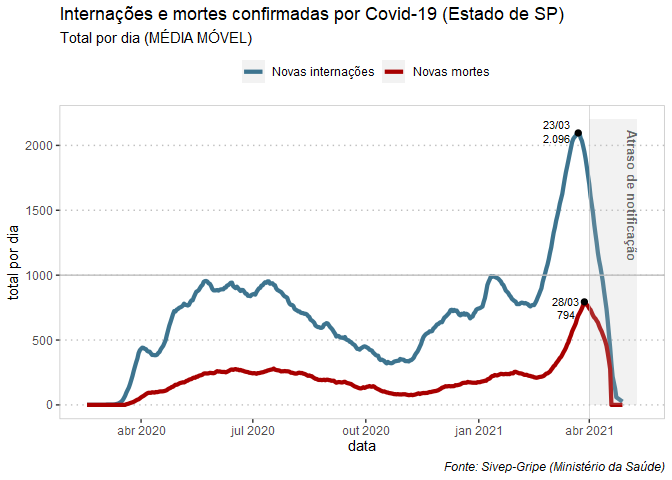 Internações e mortes confirmadas por Covid-19 (Estado de SP)
Total por dia (MÉDIA MÓVEL)
Novas internações Novas mortes
23/03
2.096
Atraso de notificação
28/03
794
total por dia
2000
1500
1000
500
0
abr 2020 jul 2020 out 2020 jan 2021 abr 2021
data
Fonte: Sivep-Gripe (Ministério da Saúde)